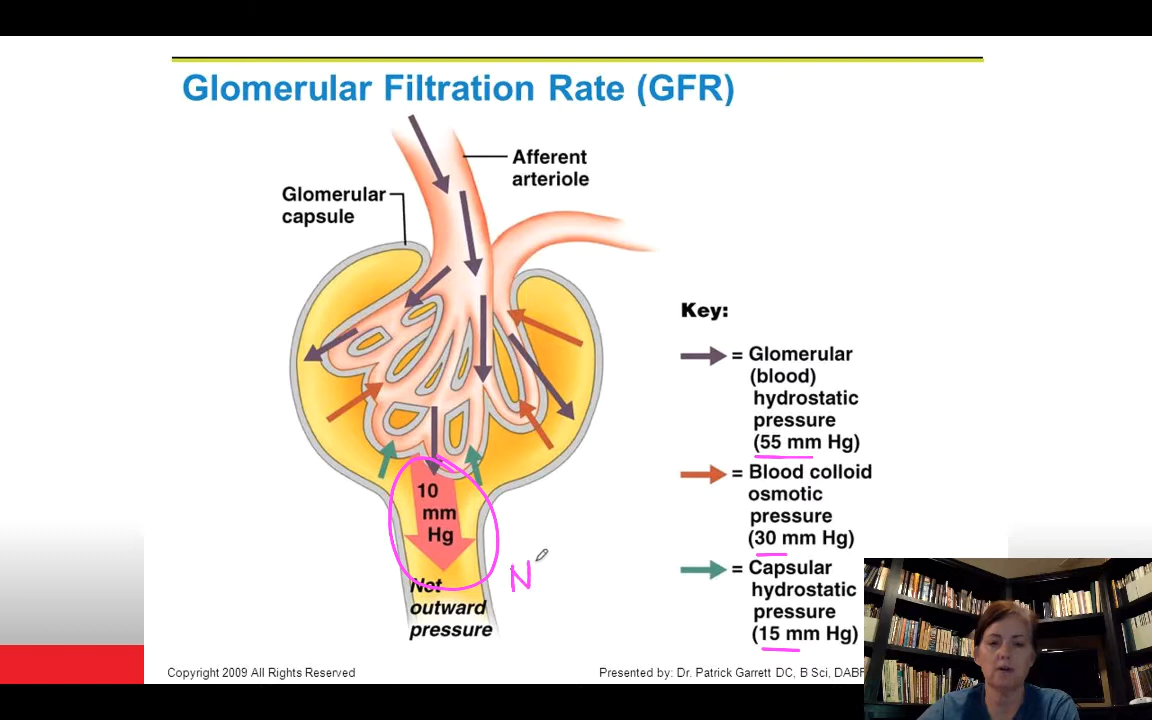 Glomerular Filtration Rate (GFR)
Afferent
arteriole
Glomerular
capsule
Key:
= Glomerular
(blood)
hydrostatic
pressure
(55 mm Hg)
= Blood colloid
osmotic
pressure
(30 mm Hg)
= Capsular
hydrostatic
pressure
(15 mm Hg)
10
mm
Hg
N
Net
outward
pressure
Copyright 2009 All Rights Reserved
Presented by: Dr. Patrick Garrett DC, B Sci, DABF